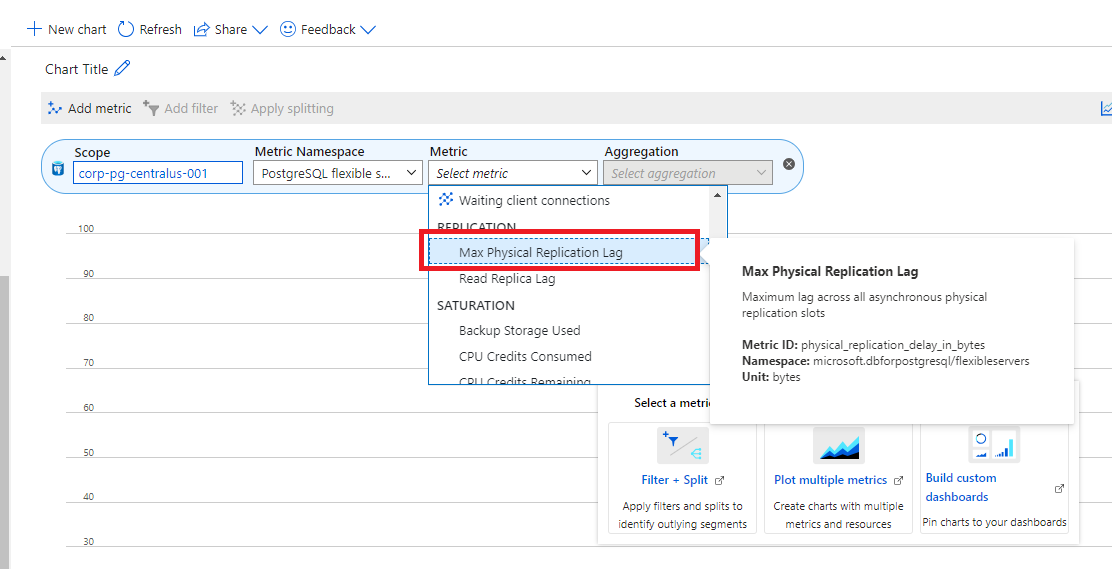 New chart Refresh Share Feedback
Chart Title
Add metric Add filter Apply splitting
Scope Metric Namespace Metric Aggregation
corp-pg-centralus-001 PostgreSQL flexible s... Select metric Select aggregation
Waiting client connections
REPLICATION
Max Physical Replication Lag
Read Replica Lag
SATURATION
Backup Storage Used
CPU Credits Consumed
CPU Credits Remaining
Max Physical Replication Lag
Maximum lag across all asynchronous physical
replication slots
Metric ID: physical_replication_delay_in_bytes
Namespace: microsoft.dbforpostgresql/flexibleservers
Unit: bytes
100
90
80
70
60
50
40
30
Select a metri
Filter + Split
Apply filters and splits to
identify outlying segments
Plot multiple metrics
Create charts with multiple
metrics and resources
Build custom
dashboards
Pin charts to your dashboards